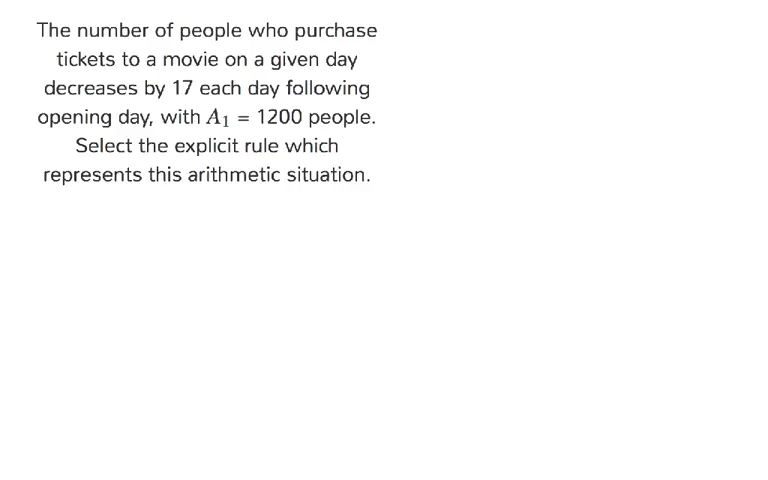 The number of people who purchase
tickets to a movie on a given day
decreases by 17 each day following
opening day, with A₁ = 1200 people.
Select the explicit rule which
represents this arithmetic situation.